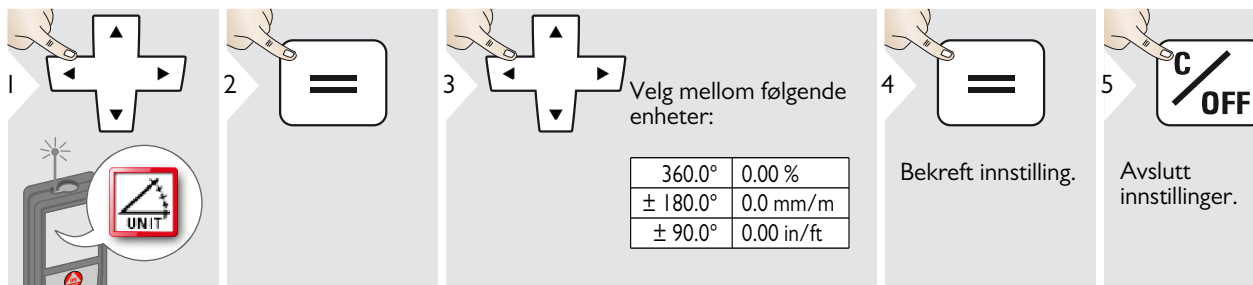 1
UNIT
2
3
Velg mellom følgende
enheter:
360.0° 0.00 %
± 180.0° 0.0 mm/m
± 90.0° 0.00 in/ft
4
Bekreft innstilling.
5
C/OFF
Avslutt
innstillinger.